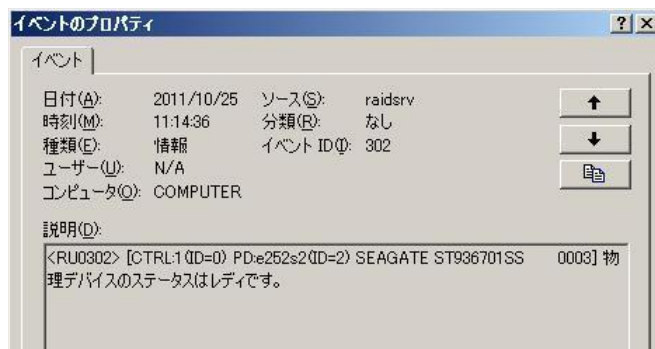 イベントのプロパティ
イベント
日付(A): 2011/10/25 ソース(S): raidsrv
時刻(M): 11:14:36 分類(R): なし
種類(E): 情報 イベント ID(I): 302
ユーザー(U): N/A
コンピュータ(O): COMPUTER
説明(D):
<RU0302> [CTRL:1(ID=0) PD:e252s2(ID=2) SEAGATE ST936701SS 0003] 物
理デバイスのステータスはレディです。